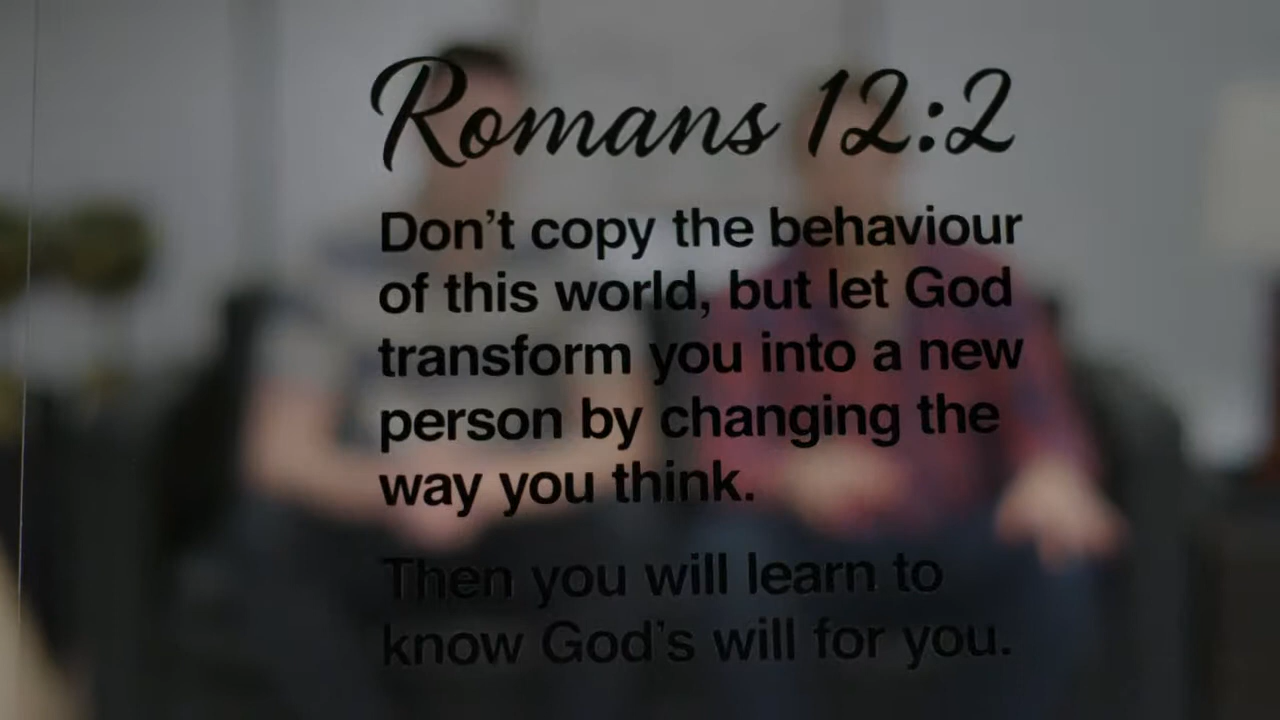 Romans 12:2
Don't copy the behaviour
of this world, but let God
transform you into a new
person by changing the
way you think.
Then you will learn to
know God's will for you.